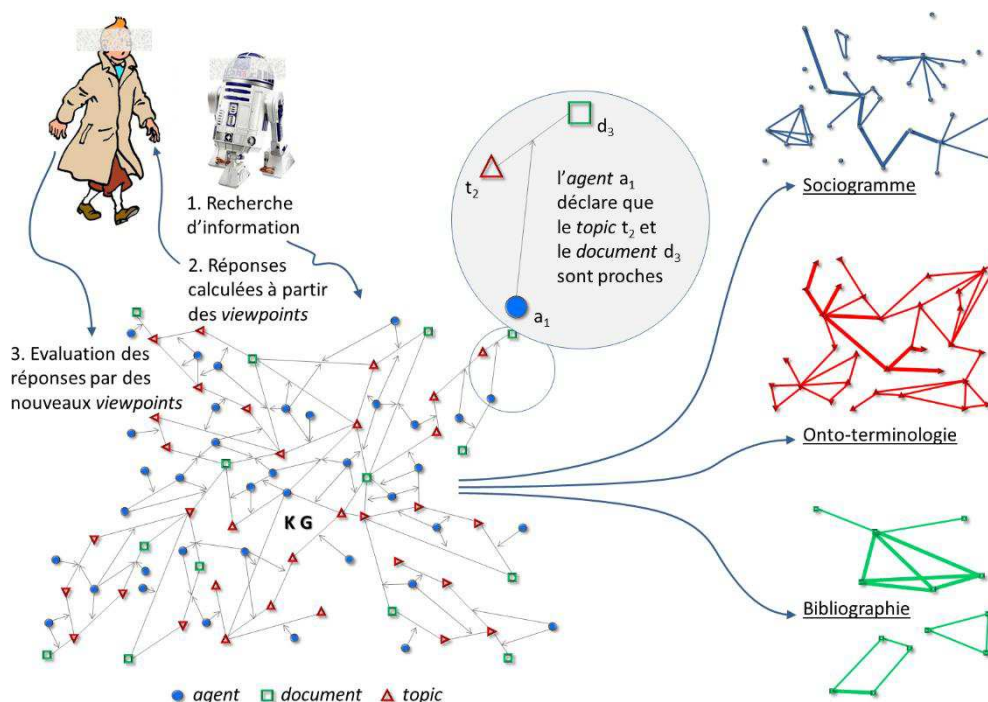 1. Recherche
d'information
2. Réponses
calculées à partir
des viewpoints
3. Evaluation des
réponses par des
nouveaux viewpoints
d₃
t₂
l'agent a₁
déclare que
le topic t₂ et
le document d₃
sont proches
a₁
K G
Sociogramme
Onto-terminologie
Bibliographie
agent document topic